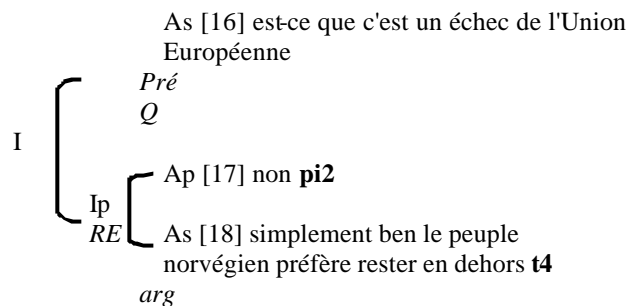 As [16] est-ce que c'est un échec de l'Union
Européenne
Pré
Q
I
Ap [17] non pi2
Ip
RE
As [18] simplement ben le peuple
norvégien préfère rester en dehors t4
arg